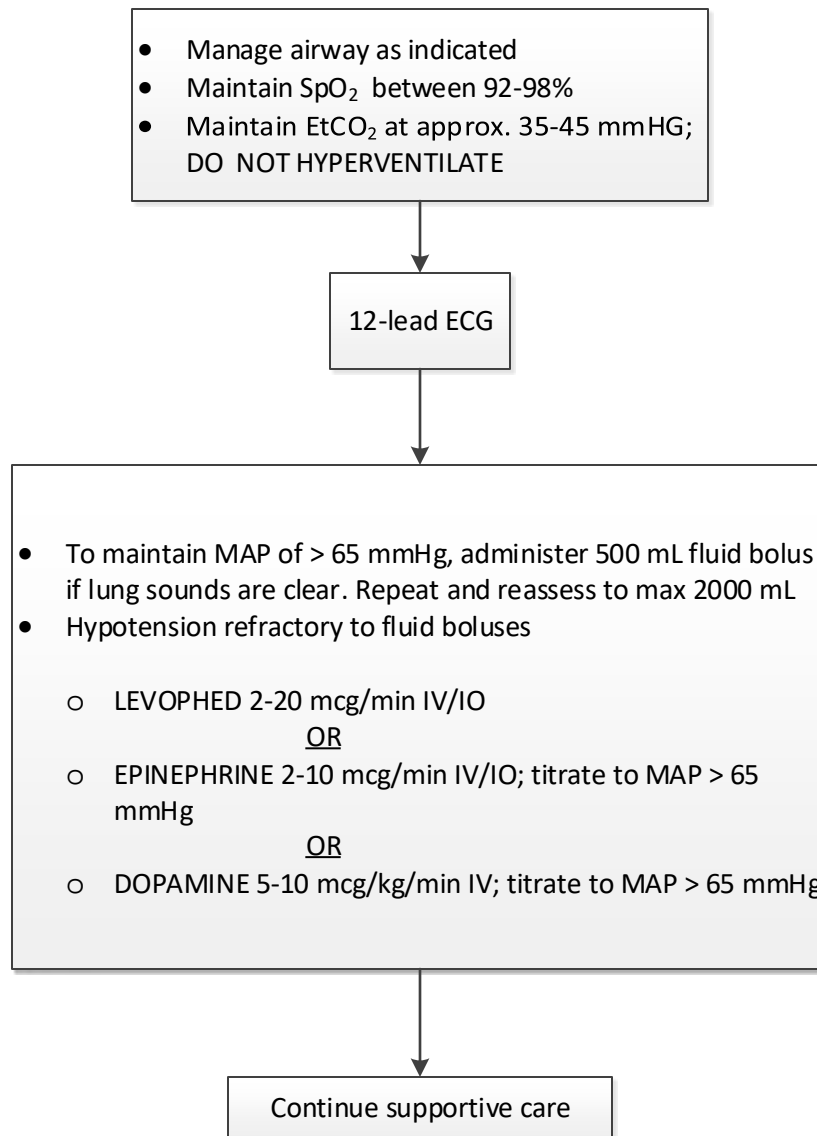 ● Manage airway as indicated
● Maintain SpO₂ between 92-98%
● Maintain EtCO₂ at approx. 35-45 mmHG;
DO NOT HYPERVENTILATE
12-lead ECG
● To maintain MAP of > 65 mmHg, administer 500 mL fluid bolus
if lung sounds are clear. Repeat and reassess to max 2000 mL
● Hypotension refractory to fluid boluses
o LEVOPHED 2-20 mcg/min IV/IO
OR
o EPINEPHRINE 2-10 mcg/min IV/IO; titrate to MAP > 65
mmHg
OR
o DOPAMINE 5-10 mcg/kg/min IV; titrate to MAP > 65 mmHg
Continue supportive care